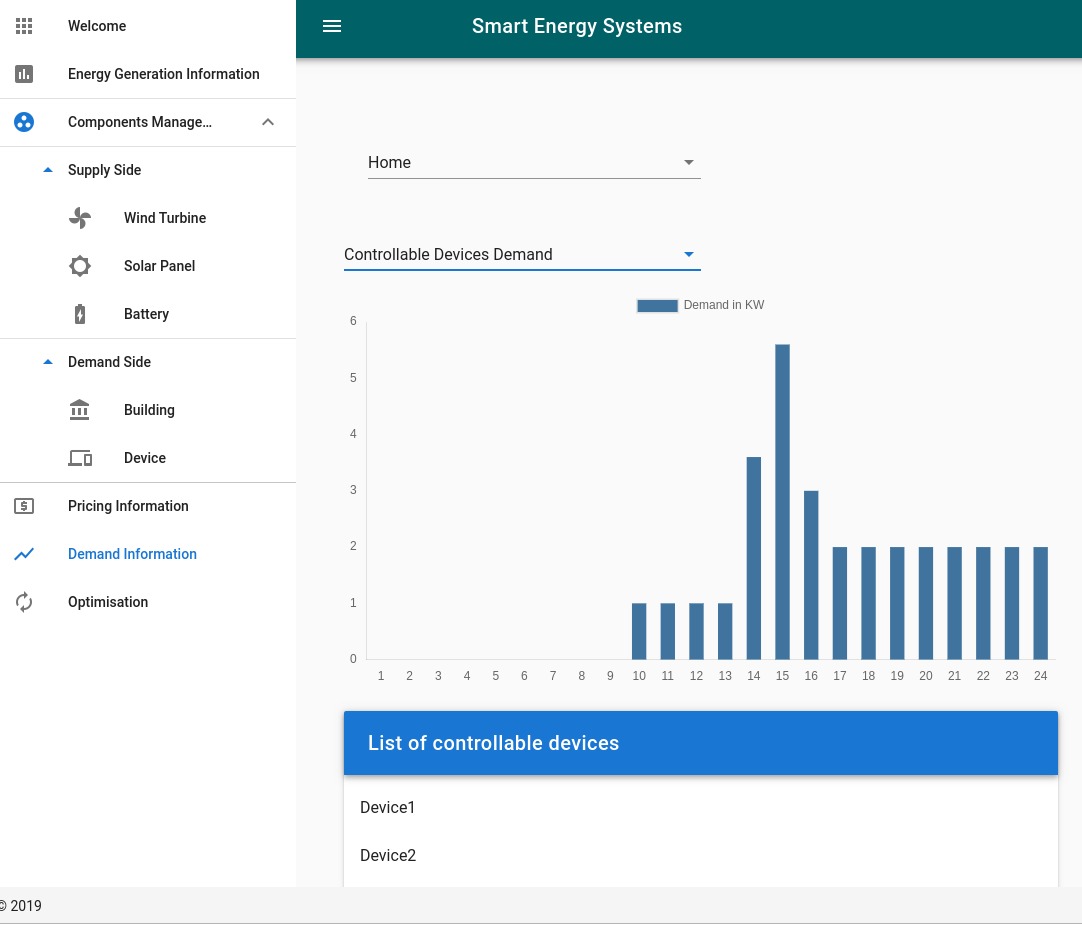 Welcome
Energy Generation Information
Components Manage...
Supply Side
Wind Turbine
Solar Panel
Battery
Demand Side
Building
Device
Pricing Information
Demand Information
Optimisation
Smart Energy Systems
Home
Controllable Devices Demand
Demand in KW
6
5
4
3
2
1
0
1 2 3 4 5 6 7 8 9 10 11 12 13 14 15 16 17 18 19 20 21 22 23 24
List of controllable devices
Device1
Device2
© 2019